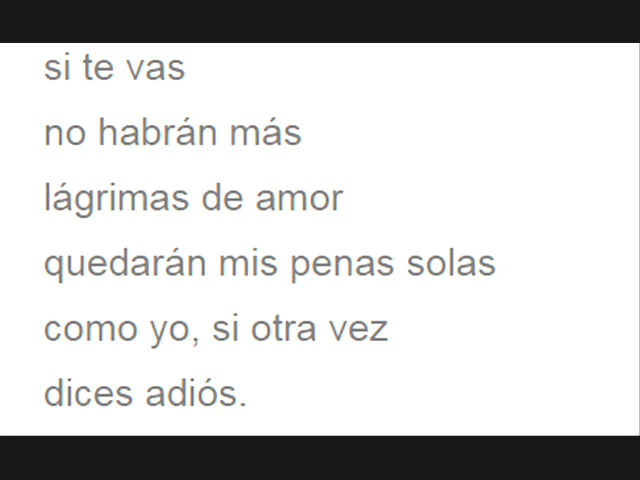 si te vas
no habrán más
lágrimas de amor
quedarán mis penas solas
como yo, si otra vez
dices adiós.